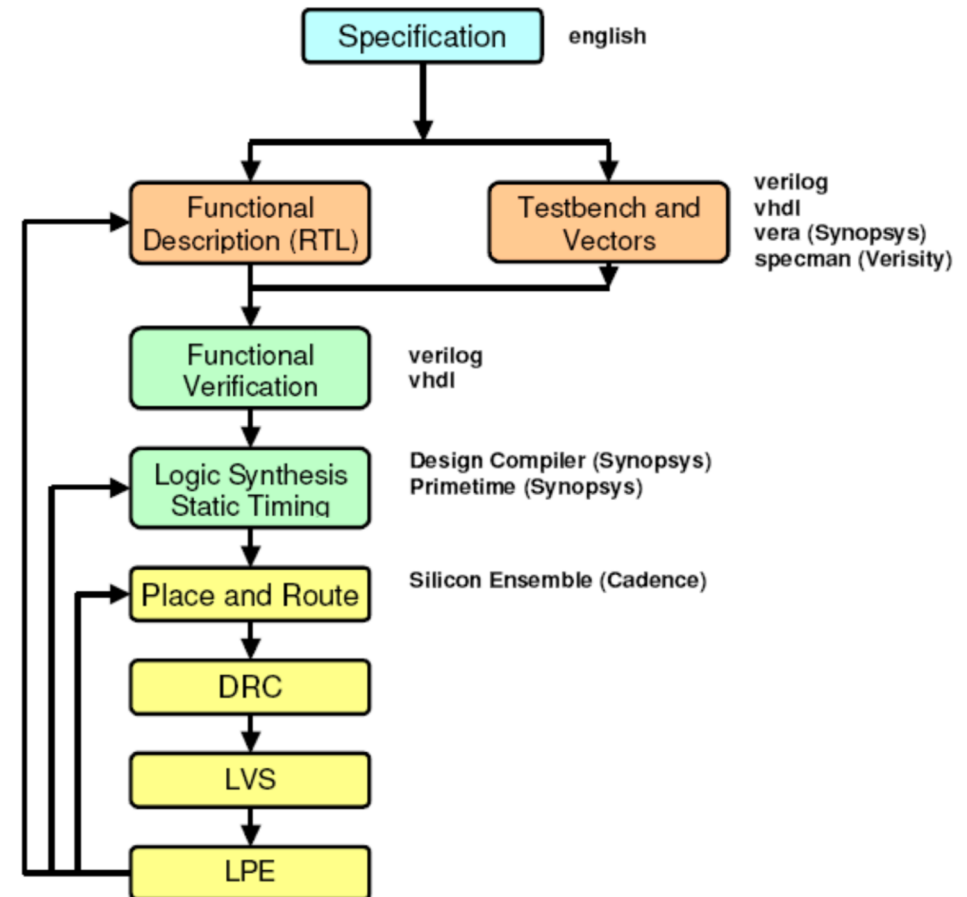 Specification
english
Functional
Description (RTL)
Testbench and
Vectors
verilog
vhdl
vera (Synopsys)
specman (Verisity)
Functional
Verification
verilog
vhdl
Logic Synthesis
Static Timing
Design Compiler (Synopsys)
Primetime (Synopsys)
Place and Route
Silicon Ensemble (Cadence)
DRC
LVS
LPE